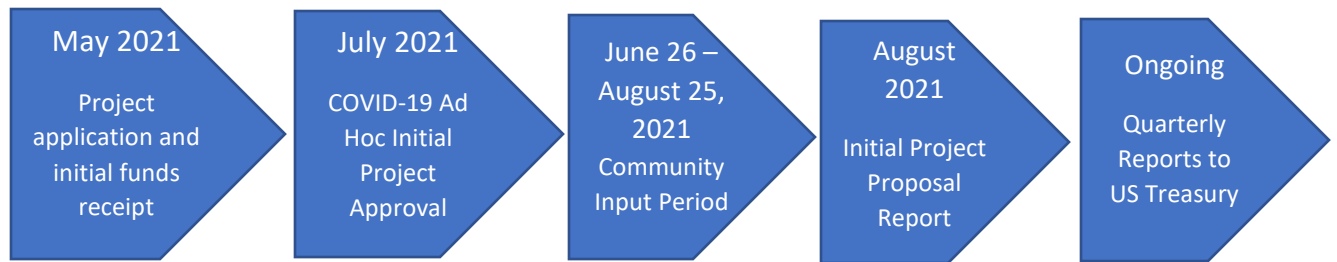 May 2021
Project
application and
initial funds
receipt
July 2021
COVID-19 Ad
Hoc Initial
Project
Approval
June 26 –
August 25,
2021
Community
Input Period
August
2021
Initial Project
Proposal
Report
Ongoing
Quarterly
Reports to
US Treasury